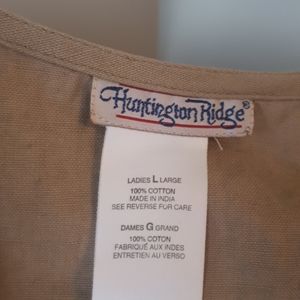 Huntington Ridge®
LADIES L LARGE
100% COTTON
MADE IN INDIA
SEE REVERSE FOR CARE
DAMES G GRAND
100% COTON
FABRIQUÉ AUX INDES
ENTRETIEN AU VERSO